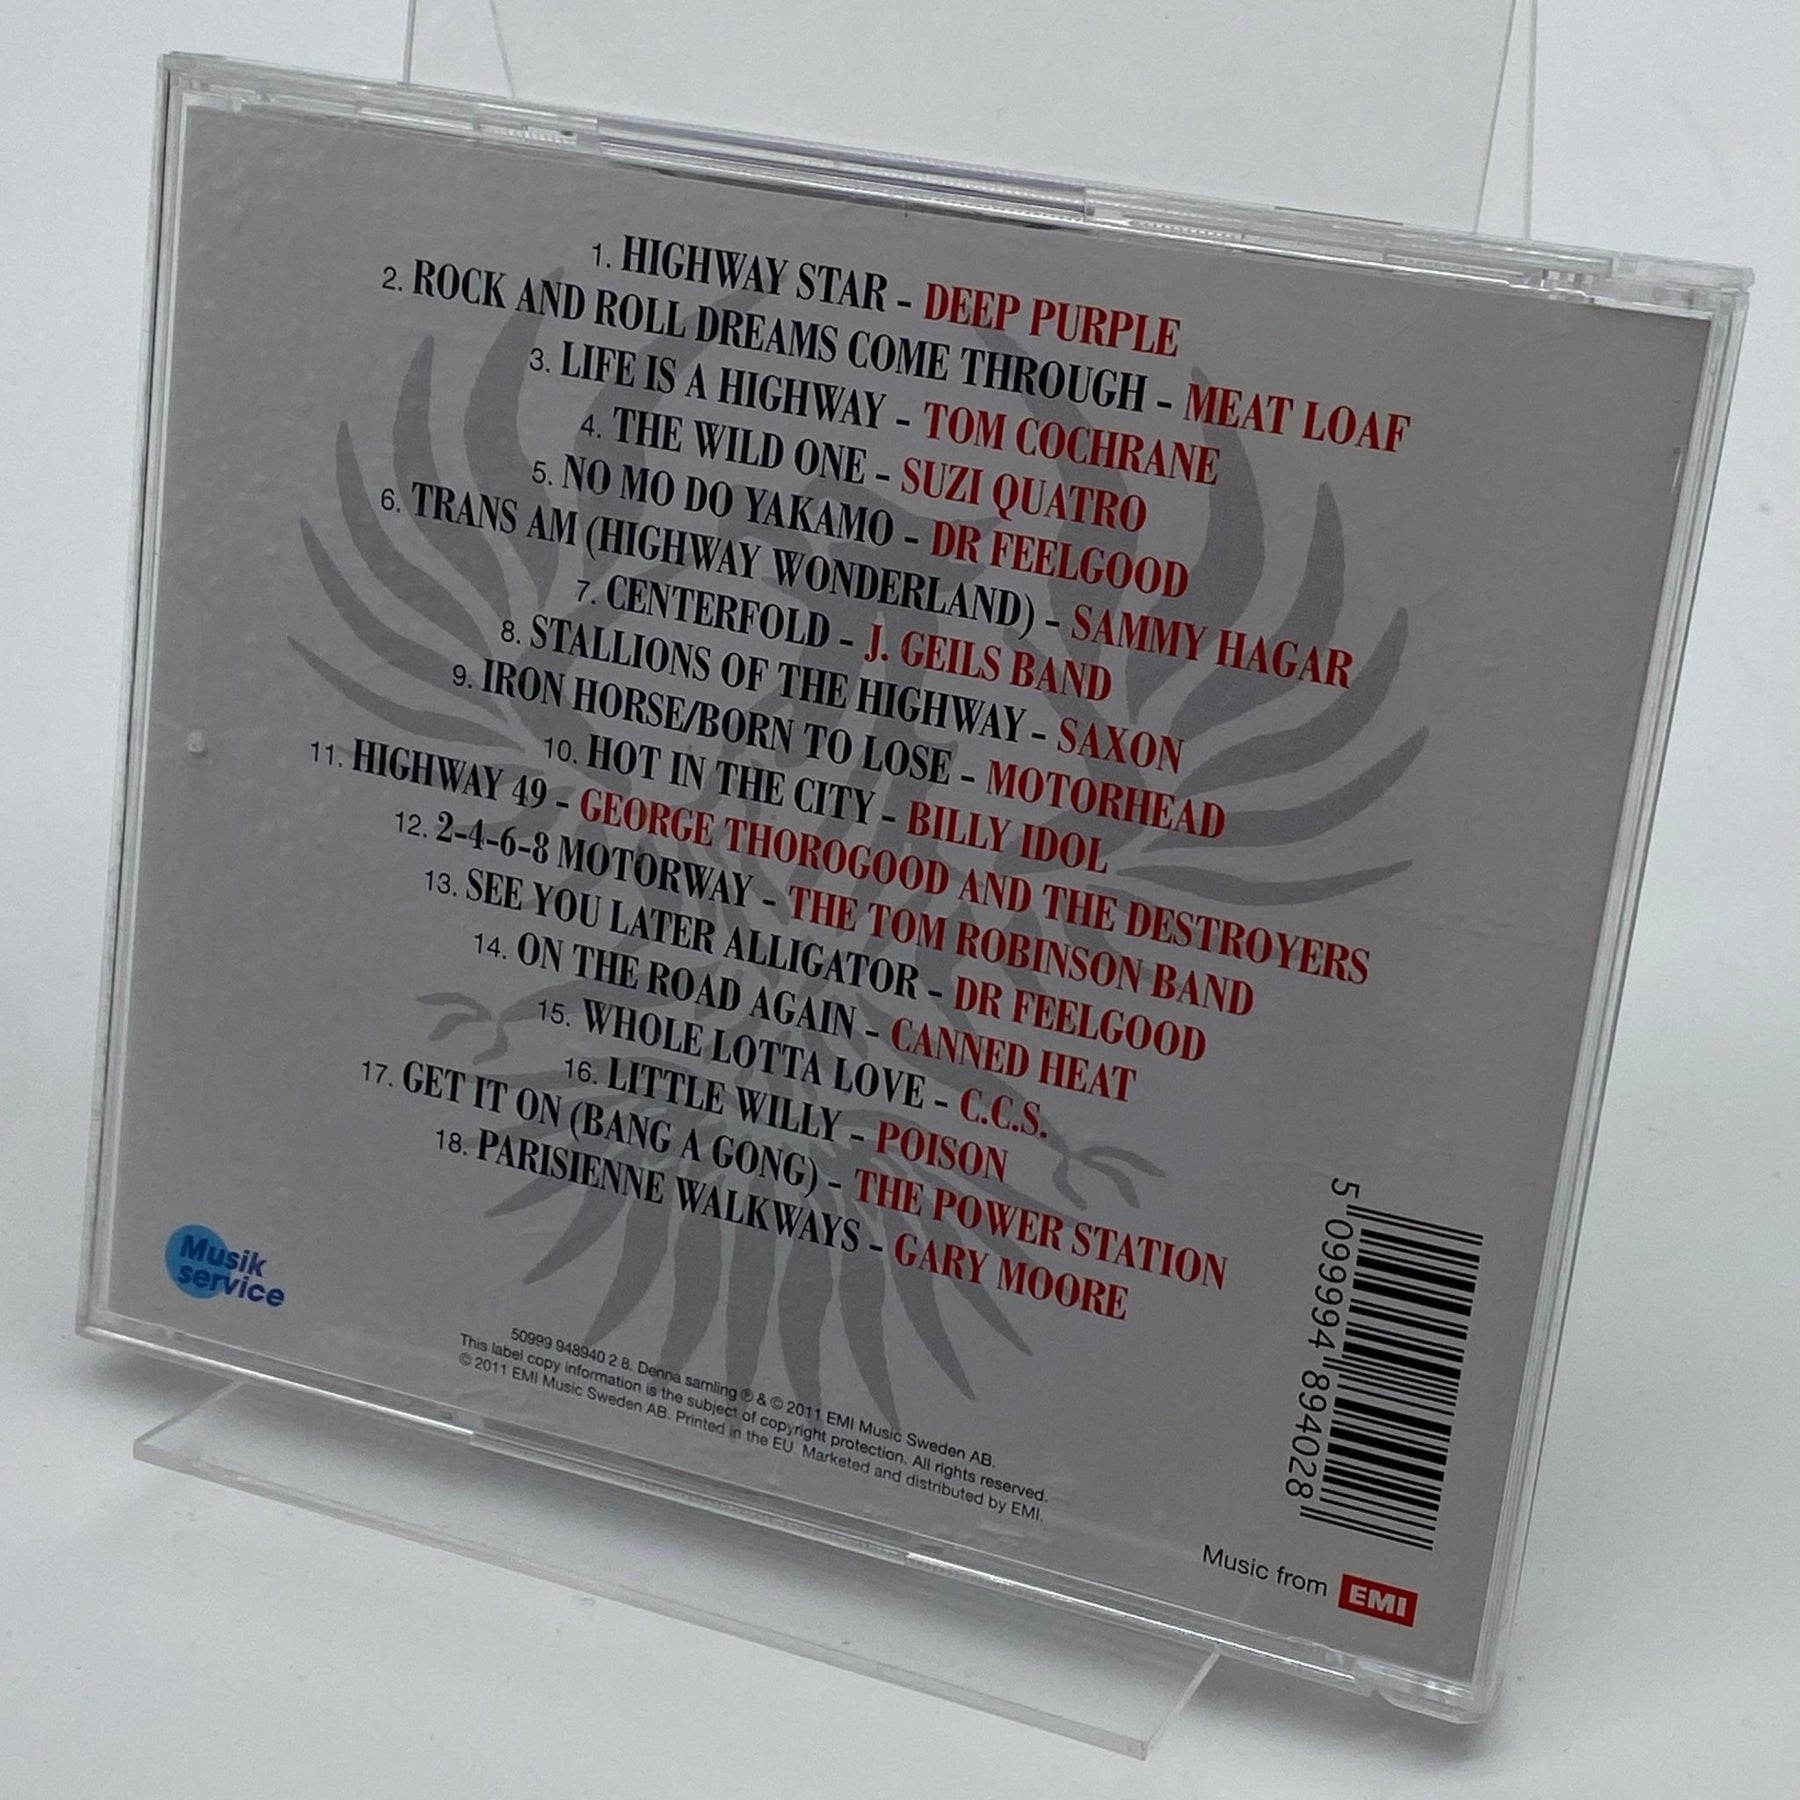 1. HIGHWAY STAR - DEEP PURPLE
2. ROCK AND ROLL DREAMS COME THROUGH - MEAT LOAF
3. LIFE IS A HIGHWAY - TOM COCHRANE
4. THE WILD ONE - SUZI QUATRO
5. NO MO DO YAKAMO - DR FEELGOOD
6. TRANS AM (HIGHWAY WONDERLAND) - SAMMY HAGAR
7. CENTERFOLD - J. GEILS BAND
8. STALLIONS OF THE HIGHWAY - SAXON
9. IRON HORSE/BORN TO LOSE - MOTORHEAD
10. HOT IN THE CITY - BILLY IDOL
11. HIGHWAY 49 - GEORGE THOROGOOD AND THE DESTROYERS
12. 2-4-6-8 MOTORWAY - THE TOM ROBINSON BAND
13. SEE YOU LATER ALLIGATOR - DR FEELGOOD
14. ON THE ROAD AGAIN - CANNED HEAT
15. WHOLE LOTTA LOVE - C.C.S.
16. LITTLE WILLY - POISON
17. GET IT ON (BANG A GONG) - THE POWER STATION
18. PARISIENNE WALKWAYS - GARY MOORE
Musik
service
50999 948940 2 8. Denna samling ℗ & © 2011 EMI Music Sweden AB.
This label copy information is the subject of copyright protection. All rights reserved.
© 2011 EMI Music Sweden AB. Printed in the EU. Marketed and distributed by EMI.
5 099994 894028
Music from EMI